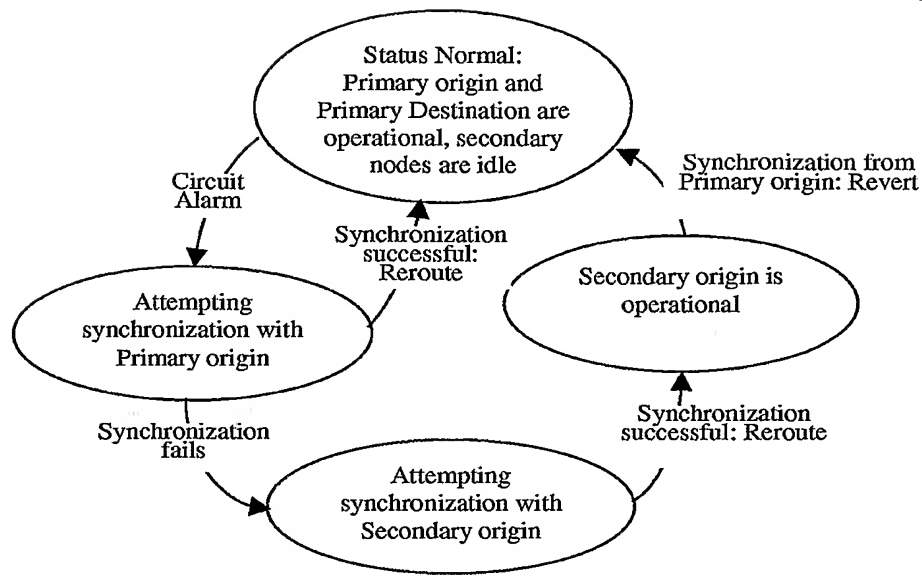 Status Normal:
Primary origin and
Primary Destination are
operational, secondary
nodes are idle
Circuit
Alarm
Synchronization
successful:
Reroute
Synchronization from
Primary origin: Revert
Attempting
synchronization with
Primary origin
Secondary origin is
operational
Synchronization
fails
Synchronization
successful: Reroute
Attempting
synchronization with
Secondary origin